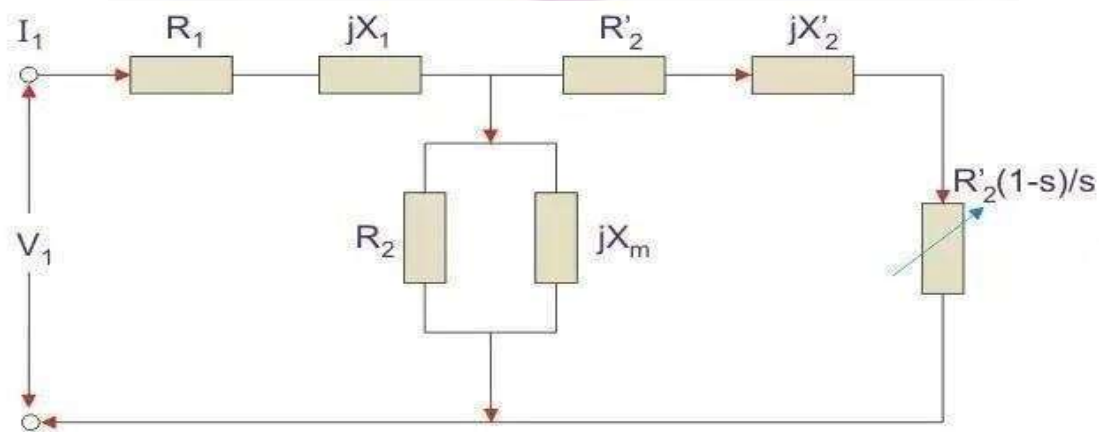 I₁
R₁
jX₁
R’₂
jX’₂
R’₂(1-s)/s
R₂
jXₘ
V₁